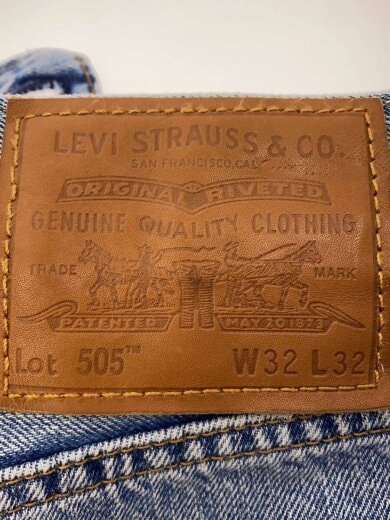 LEVI STRAUSS & CO.
SAN FRANCISCO, CAL
ORIGINAL RIVETED
GENUINE QUALITY CLOTHING
TRADE MARK
PATENTED MAY 20 1873
Lot 505™ W32 L32